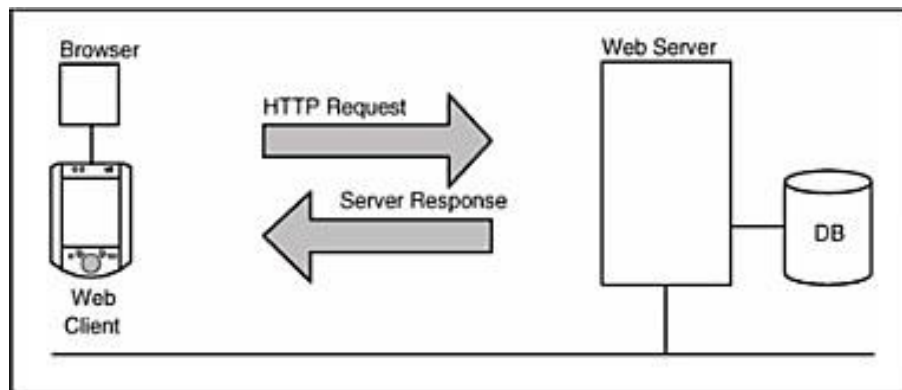 Browser
Web Server
HTTP Request
Server Response
DB
Web
Client